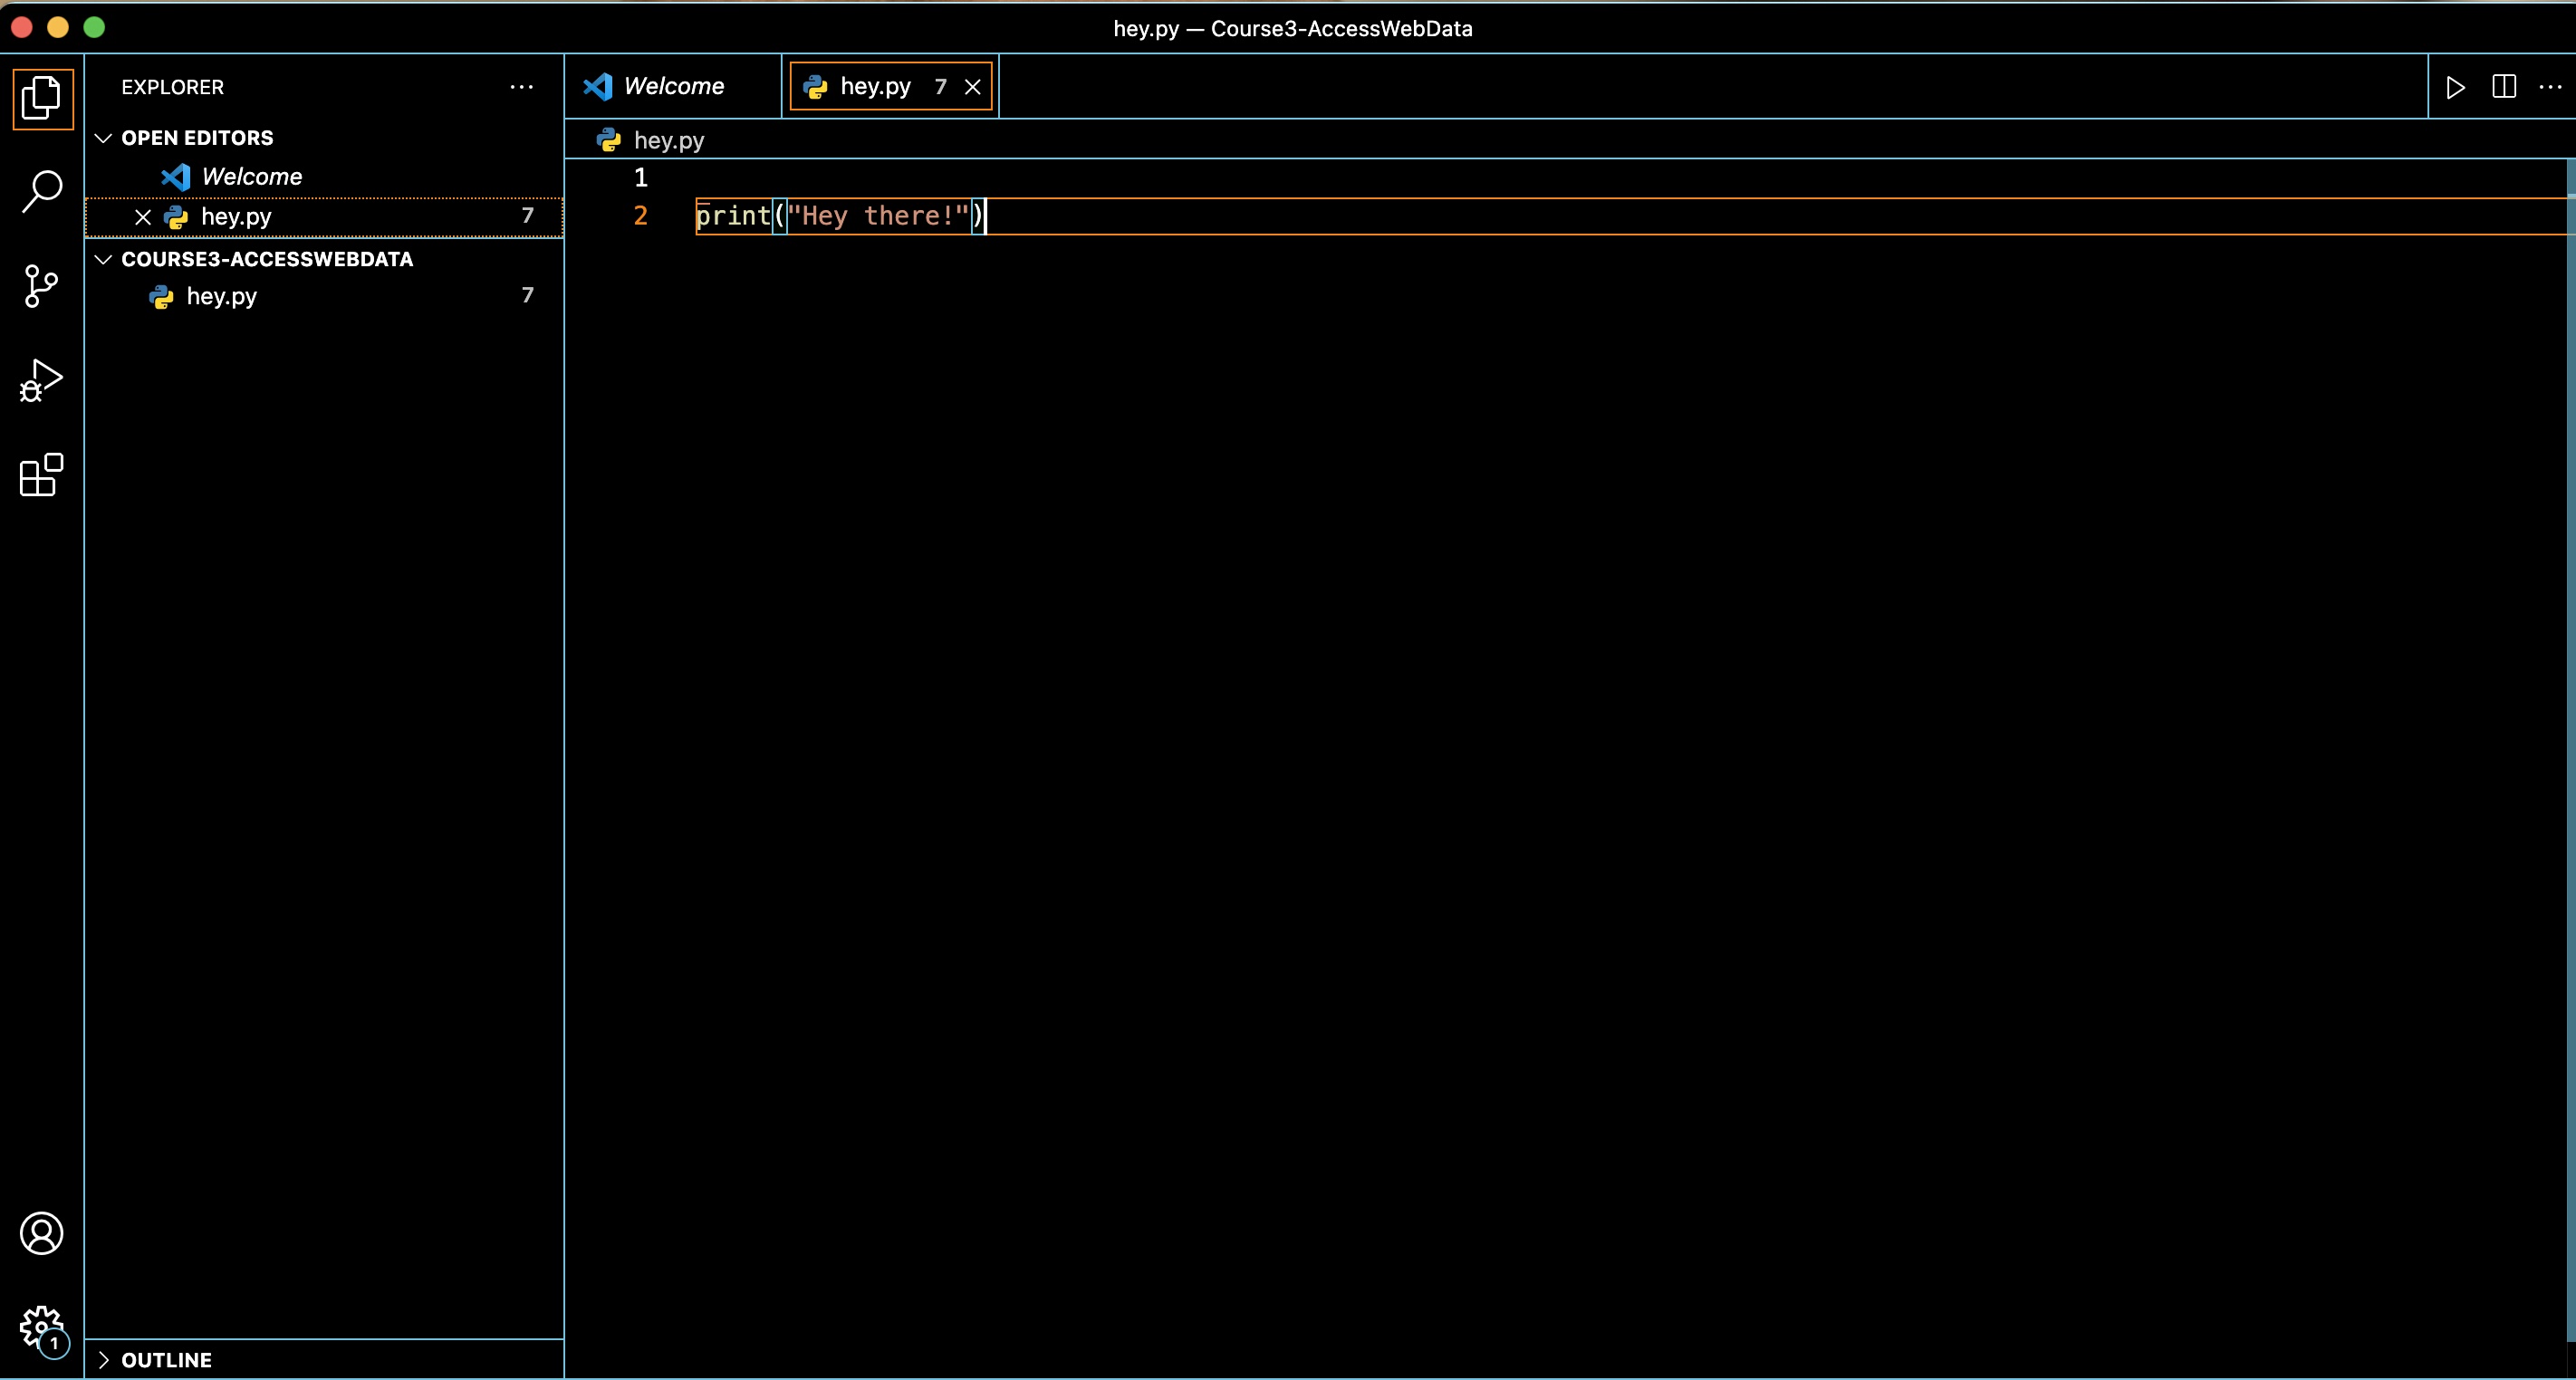 hey.py — Course3-AccessWebData
EXPLORER
OPEN EDITORS
Welcome
hey.py 7
COURSE3-ACCESSWEBDATA
hey.py 7
OUTLINE
1
Welcome
hey.py 7
hey.py
1
2 print("Hey there!")